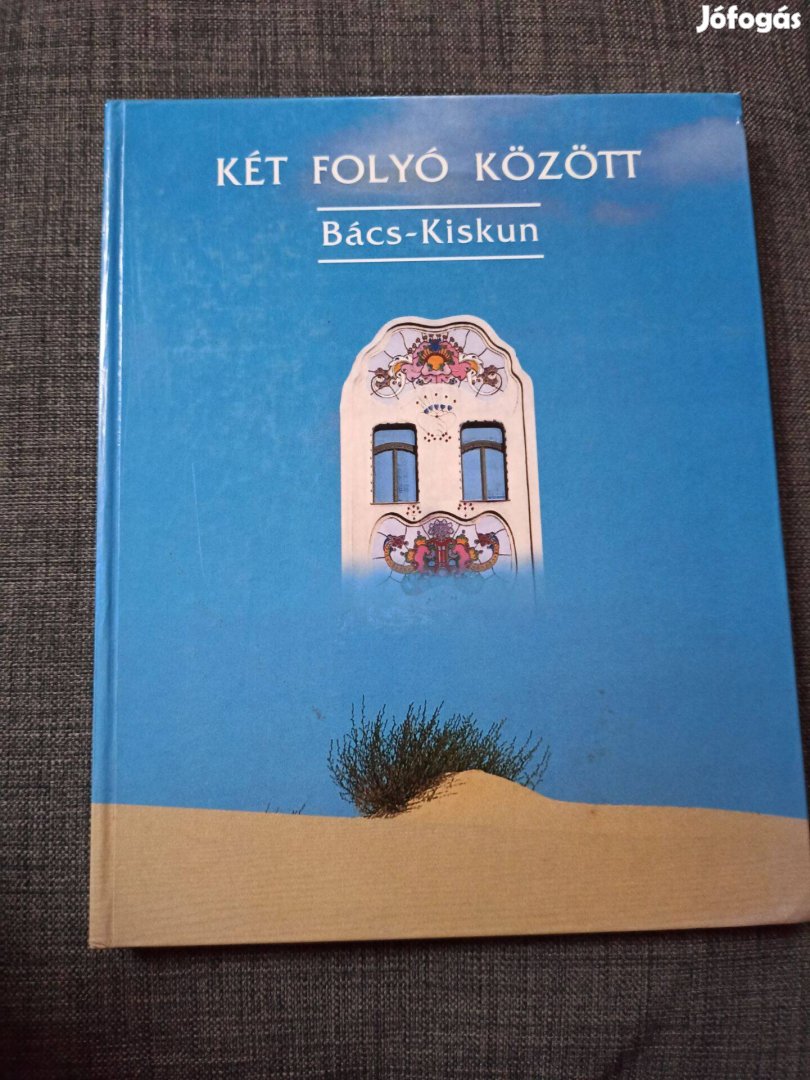 Jófogás
KÉT FOLYÓ KÖZÖTT
Bács-Kiskun